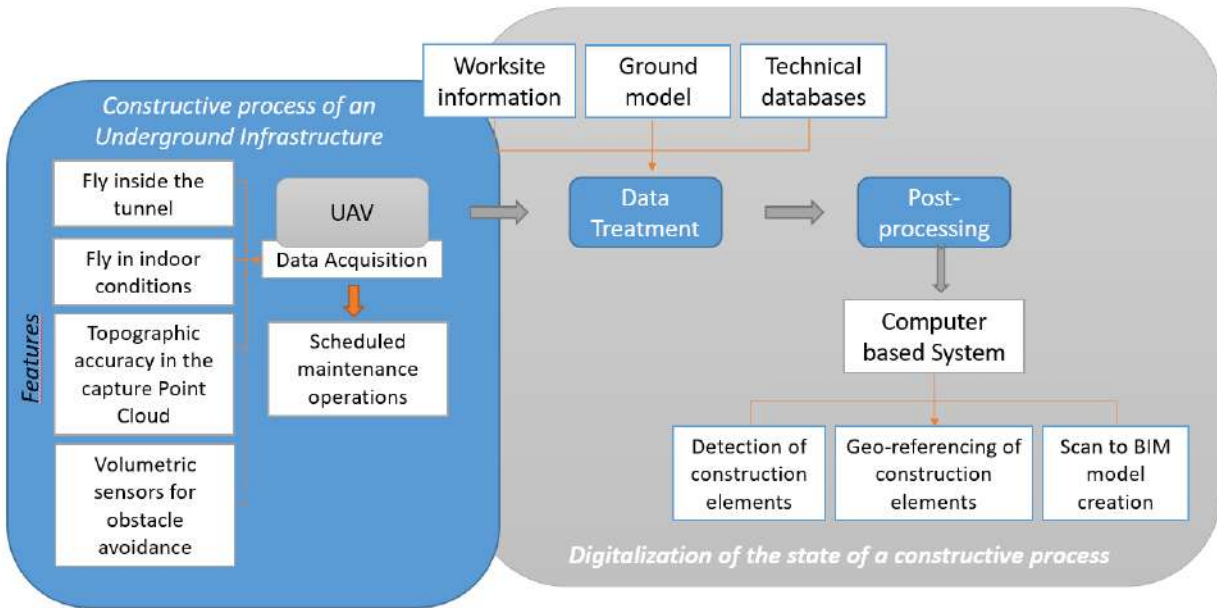 Constructive process of an
Underground Infrastructure
Features
Fly inside the
tunnel
Fly in indoor
conditions
Topographic
accuracy in the
capture Point
Cloud
Volumetric
sensors for
obstacle
avoidance
UAV
Data Acquisition
Scheduled
maintenance
operations
Worksite
information
Ground
model
Technical
databases
Data
Treatment
Post-
processing
Computer
based System
Detection of
construction
elements
Geo-referencing of
construction
elements
Scan to BIM
model
creation
Digitalization of the state of a constructive process